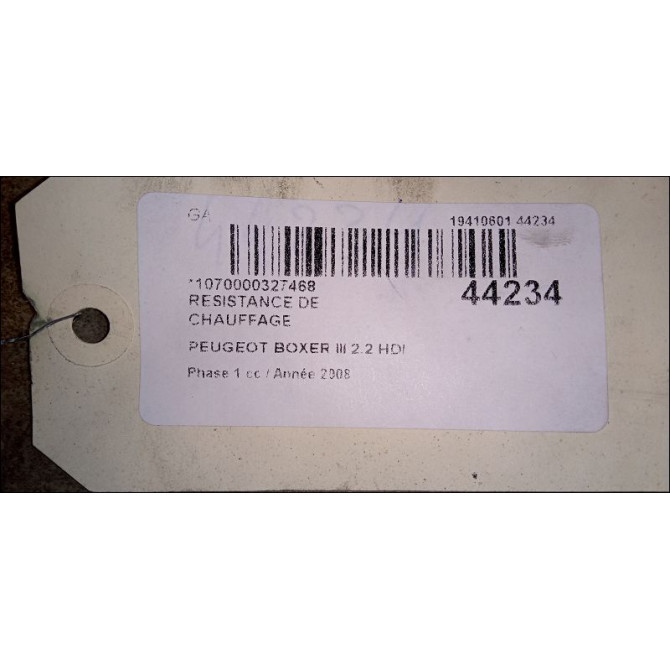 GA 19410601 44234
*1070000327468
44234
RESISTANCE DE
CHAUFFAGE
PEUGEOT BOXER III 2.2 HDI
Phase 1 cc / Année 2008